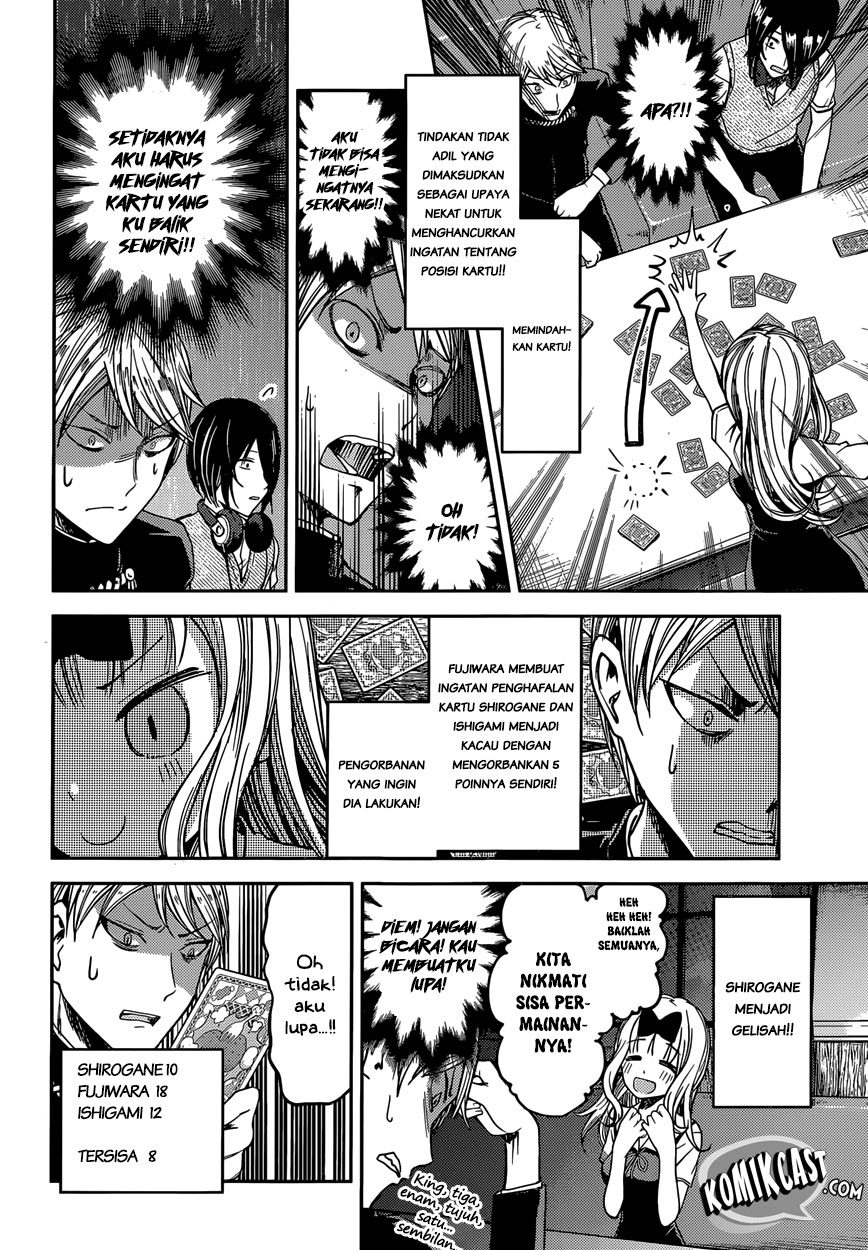 APA?!!
TINDAKAN TIDAK
ADIL YANG
DIMAKSUDKAN
SEBAGAI UPAYA
NEKAT UNTUK
MENGHANCURKAN
INGATAN TENTANG
POSISI KARTU!!
MEMINDAH-
KAN KARTU!
AKU
TIDAK BISA
MENGI-
NGATNYA
SEKARANG!!
OH
TIDAK!
SETIDAKNYA
AKU HARUS
MENGINGAT
KARTU YANG
KU BALIK
SENDIRI!!
FUJIWARA MEMBUAT
INGATAN PENGHAFALAN
KARTU SHIROGANE DAN
ISHIGAMI MENJADI
KACAU DENGAN
MENGORBANKAN 5
POINNYA SENDIRI!
PENGORBANAN
YANG INGIN
DIA LAKUKAN!
SHIROGANE
MENJADI
GELISAH!!
HEH
HEH HEH!
BAIKLAH
SEMUANYA,
KITA
NIKMATI
SISA PER-
MAINAN-
NYA!
DIEM! JANGAN
BICARA! KAU
MEMBUATKU
LUPA!
King, tiga,
enam, tujuh,
satu...
sembilan
Oh
tidak!
aku
lupa...!!
SHIROGANE 10
FUJIWARA 18
ISHIGAMI 12
TERSISA 8
KOMIKCAST
.COM